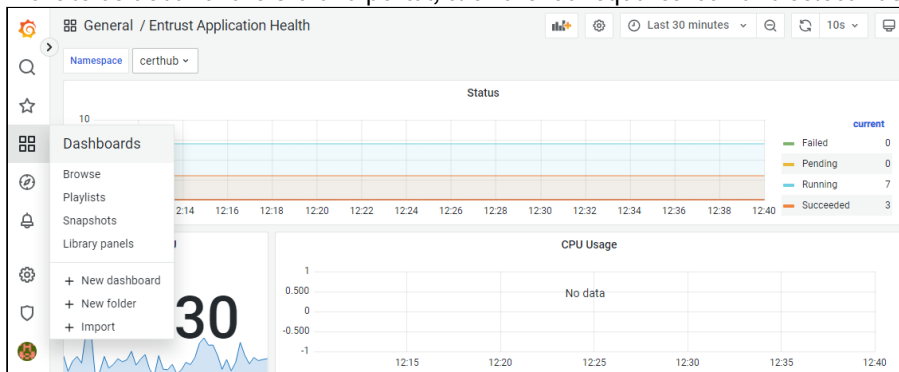 General / Entrust Application Health
Last 30 minutes
10s
Namespace
certhub
Status
10
current
Failed 0
Pending 0
Running 7
Succeeded 3
2:14 12:16 12:18 12:20 12:22 12:24 12:26 12:28 12:30 12:32 12:34 12:36 12:38 12:40
Dashboards
Browse
Playlists
Snapshots
Library panels
+ New dashboard
+ New folder
+ Import
30
CPU Usage
1
0.500
0
-0.500
-1
No data
12:15 12:20 12:25 12:30 12:35 12:40